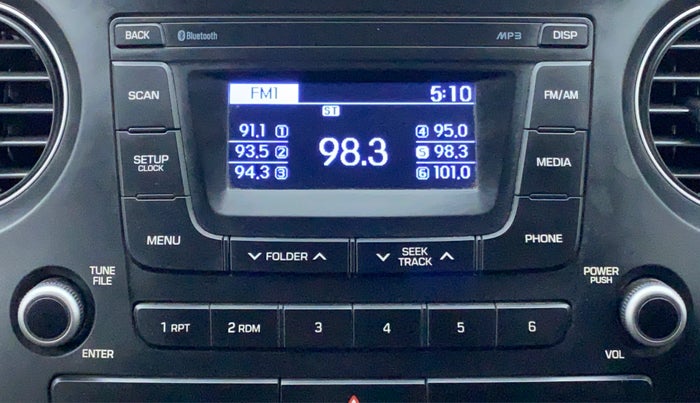 BACK Bluetooth MP3 DISP
SCAN FM1 5:10 FM/AM
ST
91.1 1 4 95.0
93.5 2 98.3 5 98.3
94.3 3 6 101.0
SETUP
CLOCK
MEDIA
MENU FOLDER SEEK
TRACK
PHONE
TUNE
FILE
POWER
PUSH
1 RPT 2 RDM 3 4 5 6
ENTER VOL